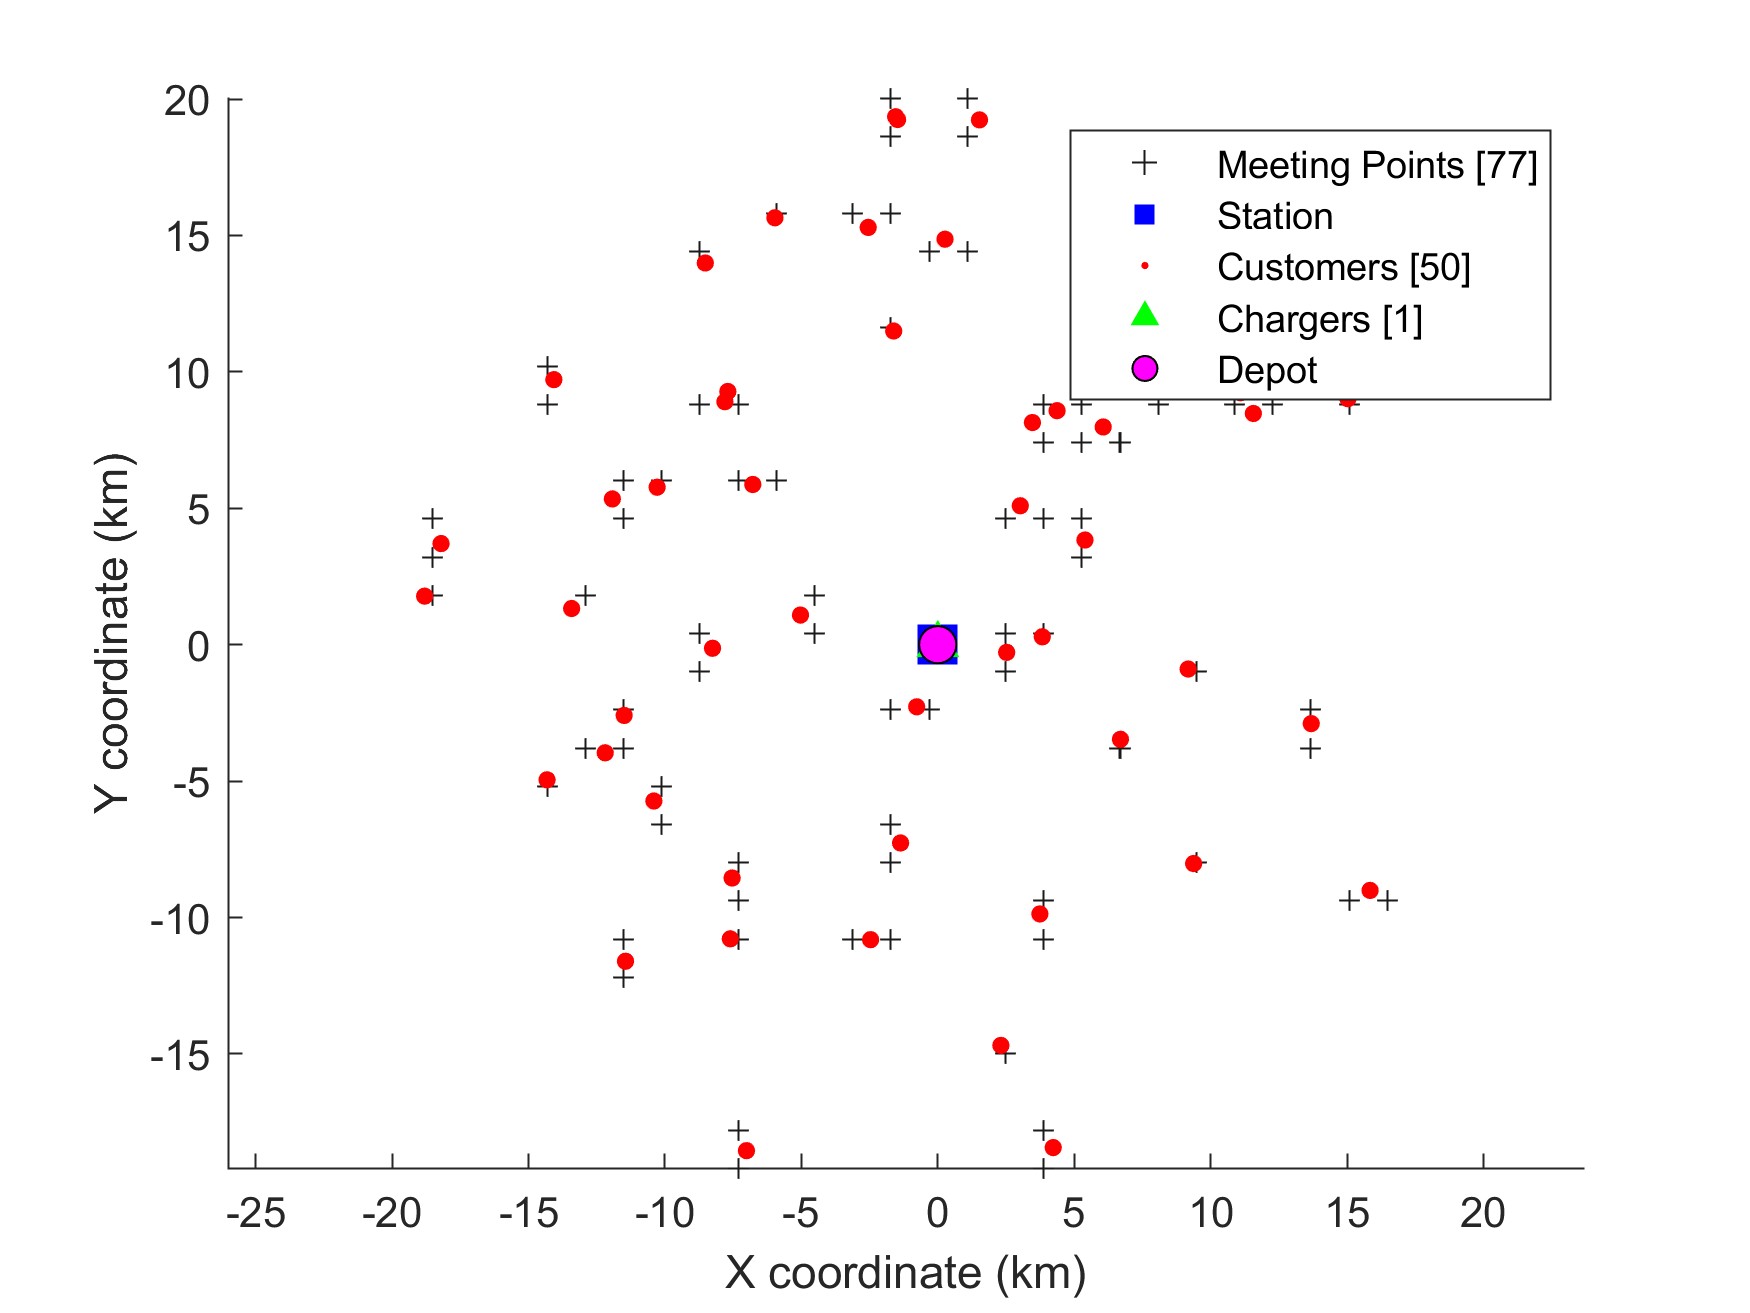 20
15
10
5
0
-5
-10
-15
Y coordinate (km)
Meeting Points [77]
Station
Customers [50]
Chargers [1]
Depot
-25 -20 -15 -10 -5 0 5 10 15 20
X coordinate (km)